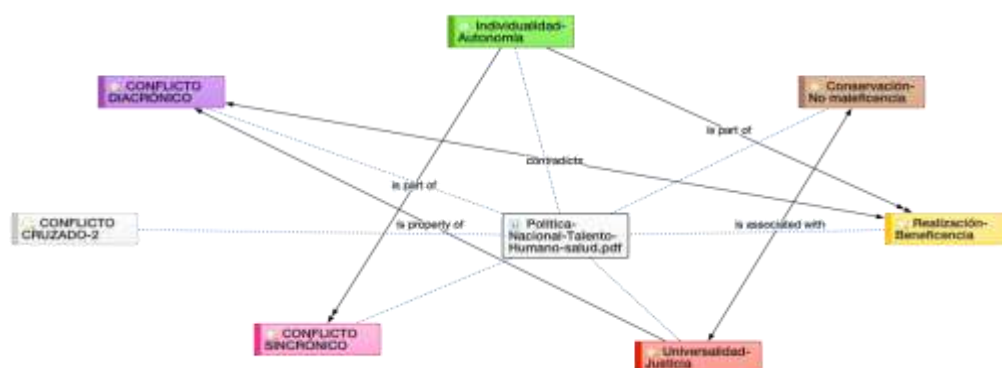 Individualidad-
Autonomía
CONFLICTO
DIACRÓNICO
Conservación-
No maleficencia
is part of
contradicts
is part of
CONFLICTO
CRUZADO-2
is property of
Política-
Nacional-Talento-
Humano-salud.pdf
is associated with
Realización-
Beneficencia
CONFLICTO
SINCRÓNICO
Universalidad-
Justicia